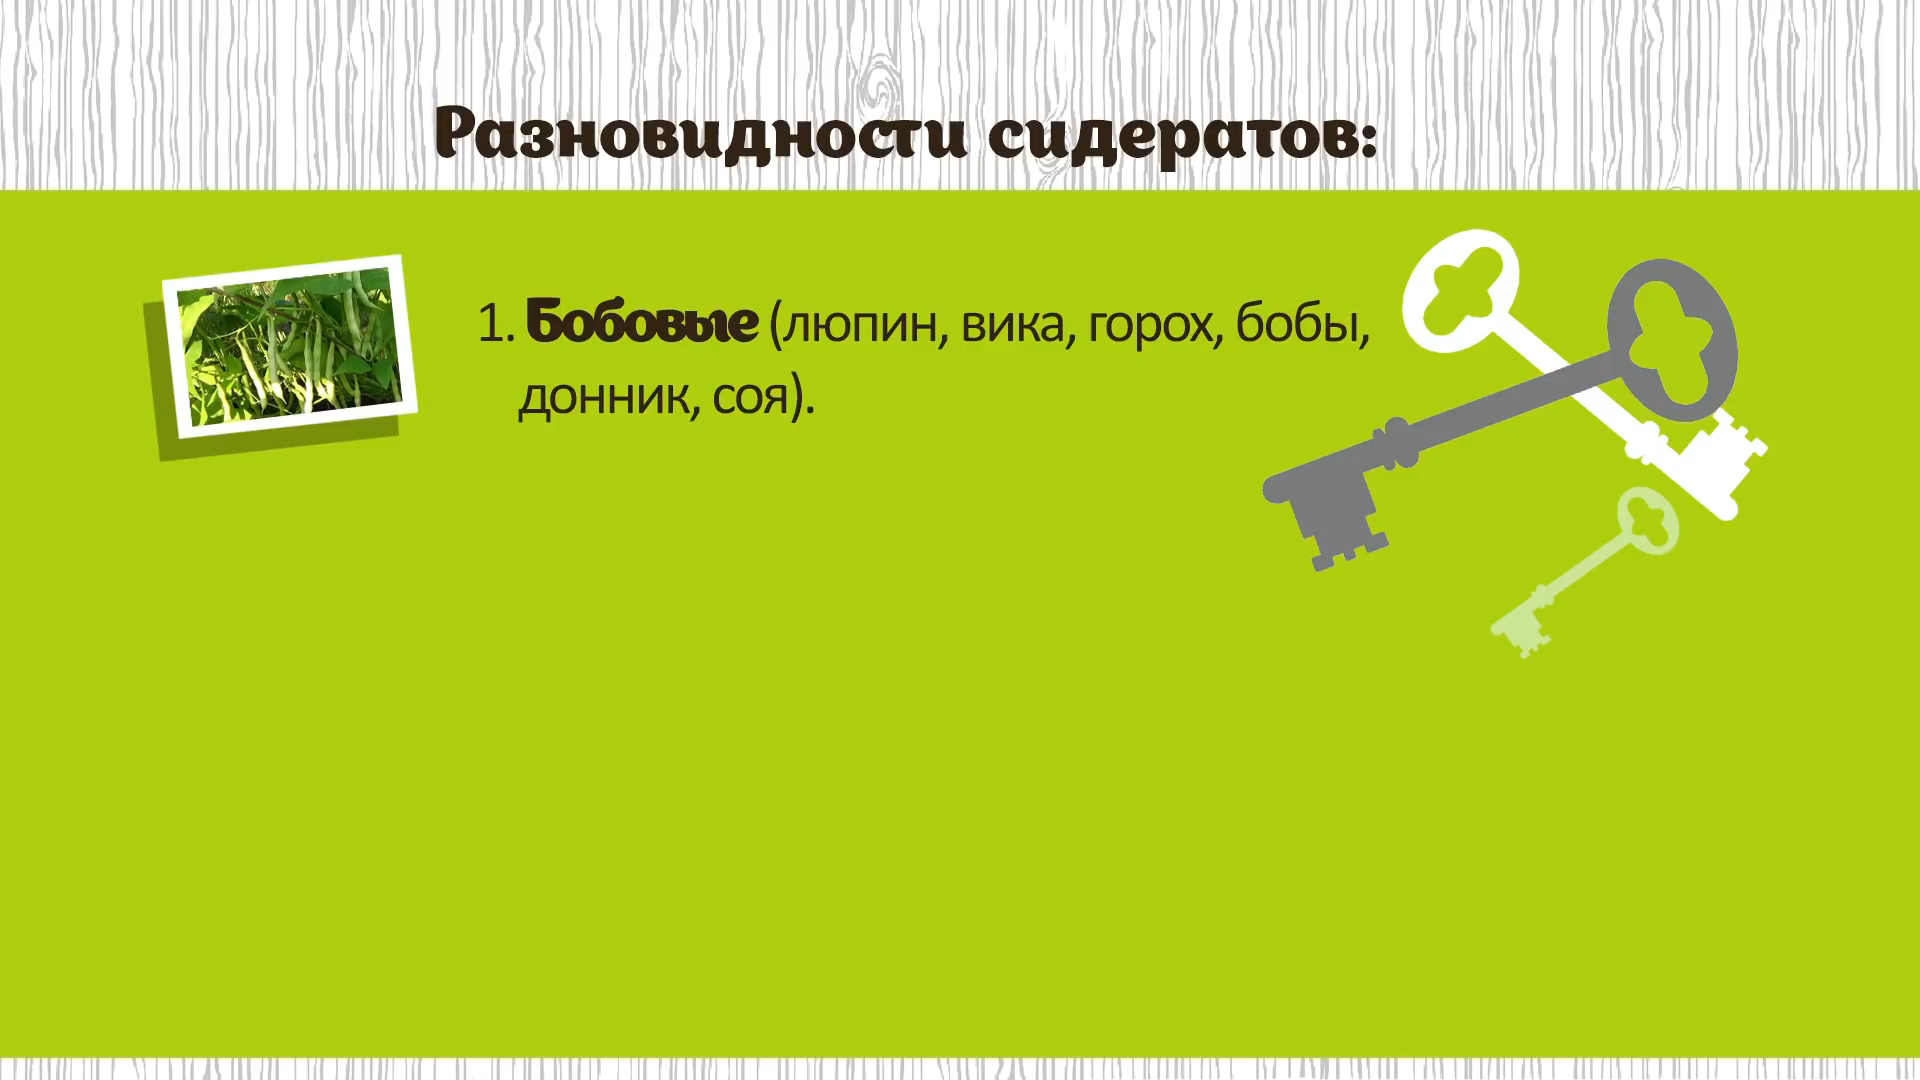 Разновидности сидератов:
1. Бобовые (люпин, вика, горох, бобы,
донник, соя).